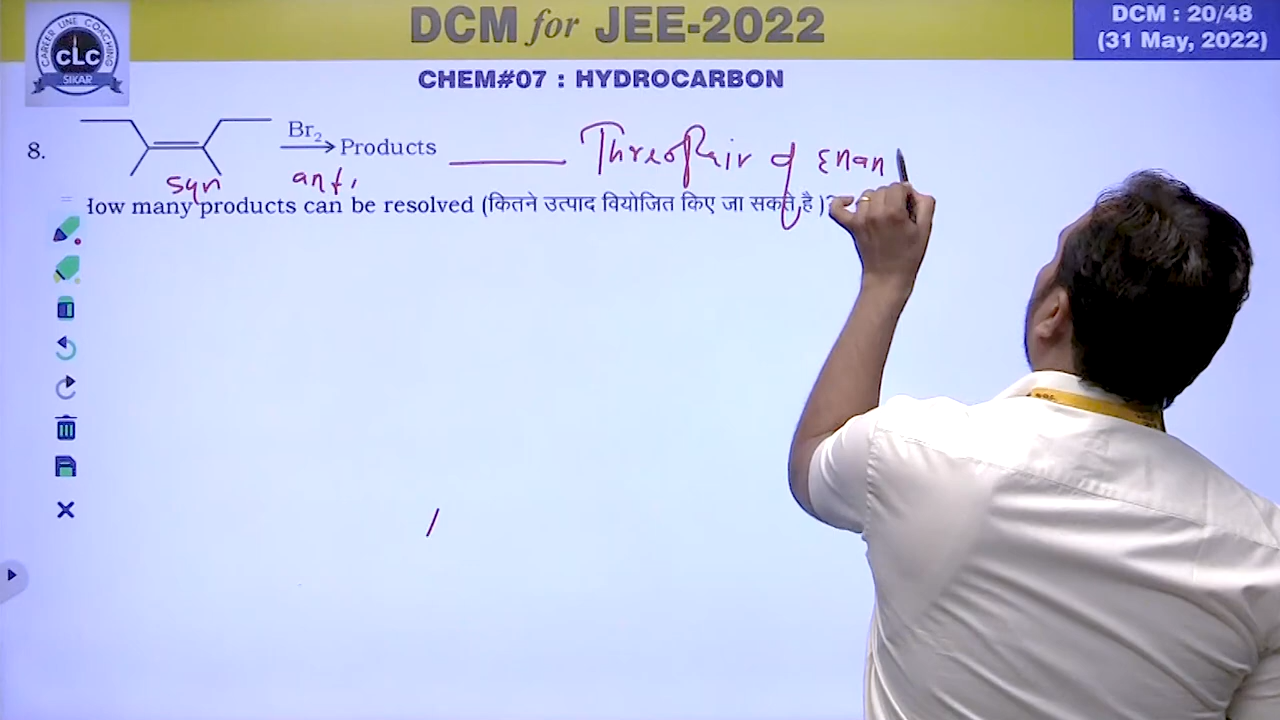 DCM for JEE-2022
DCM : 20/48
(31 May, 2022)
CAREER LINE COACHING
CLC
SIKAR
CHEM#07 : HYDROCARBON
8.
Br2
Products
Threo Pair of Enan
syn
anti
How many products can be resolved (कितने उत्पाद वियोजित किए जा सकते है )?